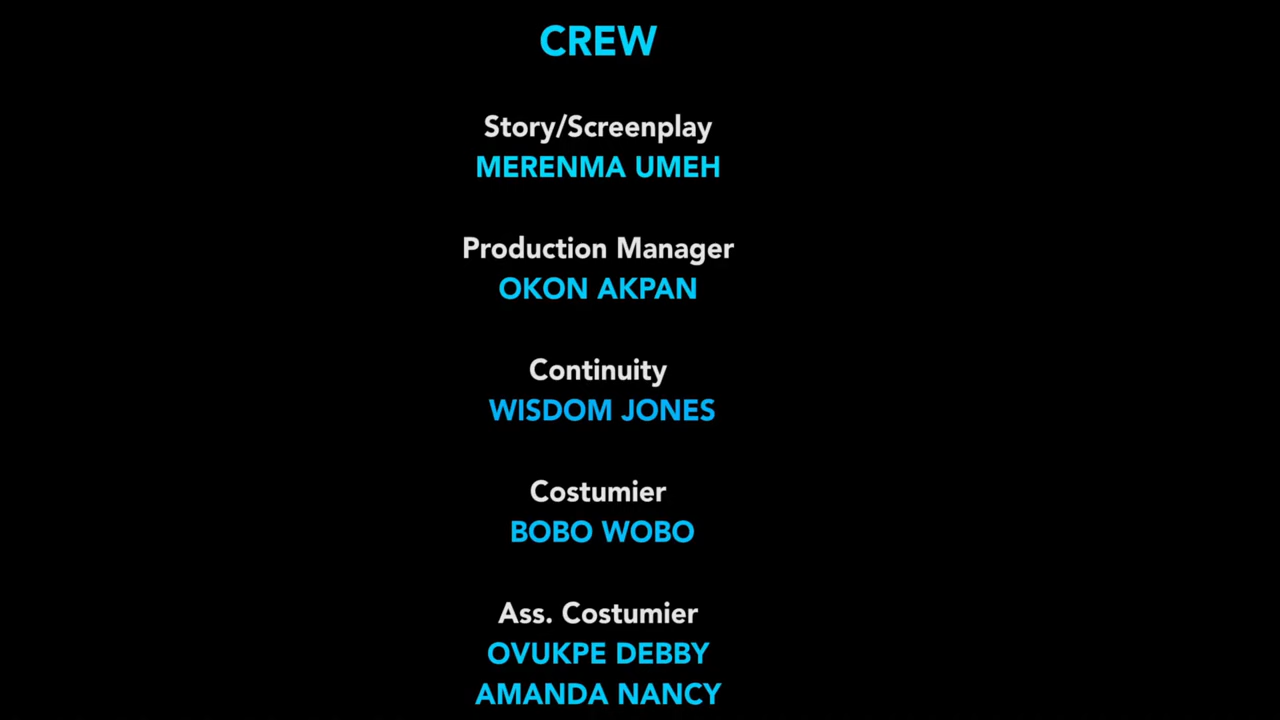 CREW
Story/Screenplay
MERENMA UMEH
Production Manager
OKON AKPAN
Continuity
WISDOM JONES
Costumier
BOBO WOBO
Ass. Costumier
OVUKPE DEBBY
AMANDA NANCY